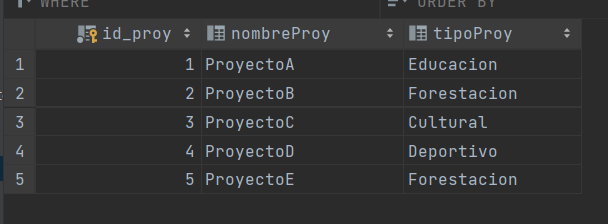 WHERE ORDER BY
id_proy nombreProy tipoProy
1 1 ProyectoA Educacion
2 2 ProyectoB Forestacion
3 3 ProyectoC Cultural
4 4 ProyectoD Deportivo
5 5 ProyectoE Forestacion